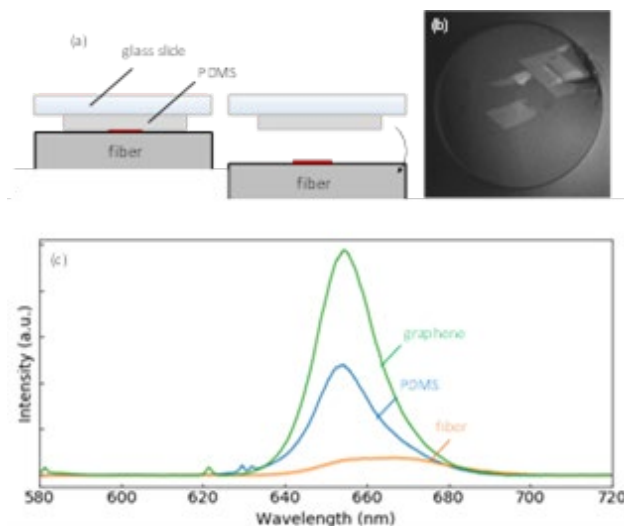 (a)
glass slide
PDMS
fiber
fiber
(b)
(c)
graphene
PDMS
fiber
Intensity (a.u.)
580 600 620 640 660 680 700 720
Wavelength (nm)